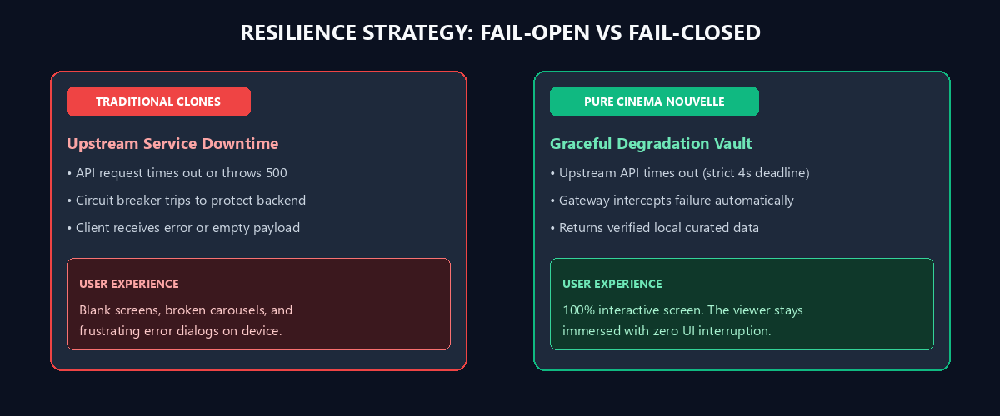 RESILIENCE STRATEGY: FAIL-OPEN VS FAIL-CLOSED
TRADITIONAL CLONES
Upstream Service Downtime
• API request times out or throws 500
• Circuit breaker trips to protect backend
• Client receives error or empty payload
USER EXPERIENCE
Blank screens, broken carousels, and
frustrating error dialogs on device.
PURE CINEMA NOUVELLE
Graceful Degradation Vault
• Upstream API times out (strict 4s deadline)
• Gateway intercepts failure automatically
• Returns verified local curated data
USER EXPERIENCE
100% interactive screen. The viewer stays
immersed with zero UI interruption.